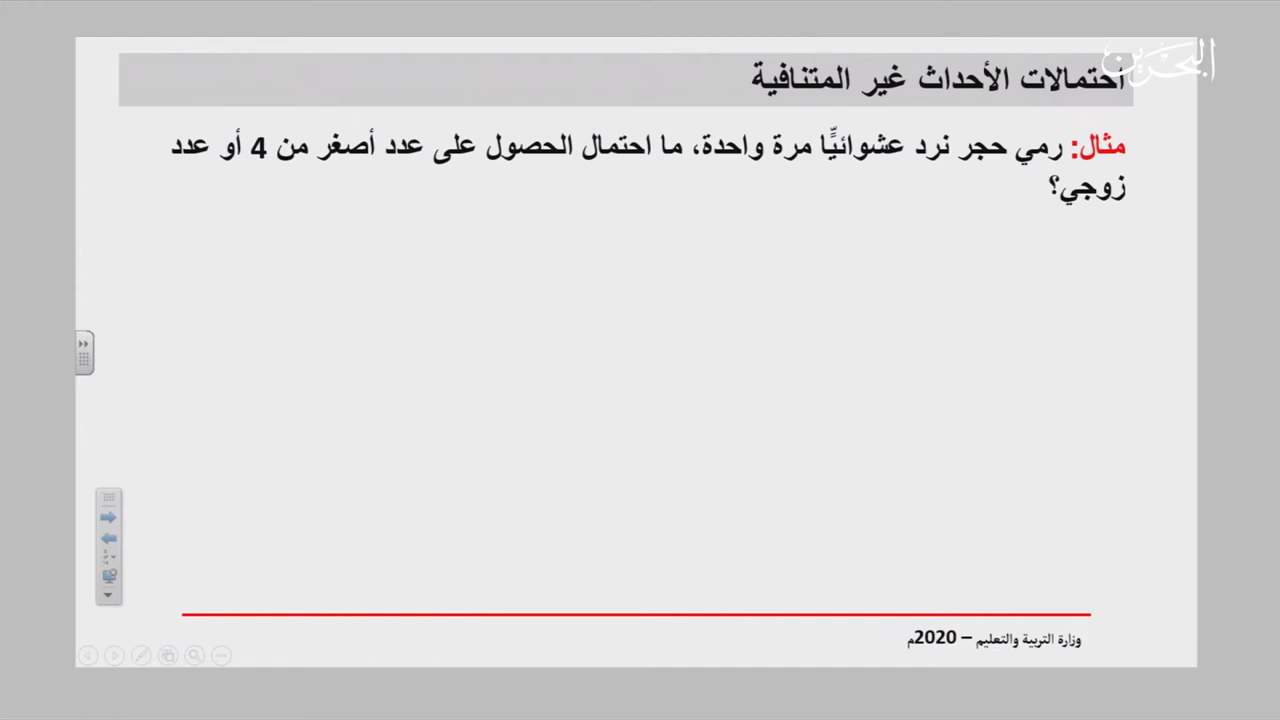 البحرين
احتمالات الأحداث غير المتنافية
مثال: رمي حجر نرد عشوائيًّا مرة واحدة، ما احتمال الحصول على عدد أصغر من 4 أو عدد
زوجي؟
وزارة التربية والتعليم – 2020م